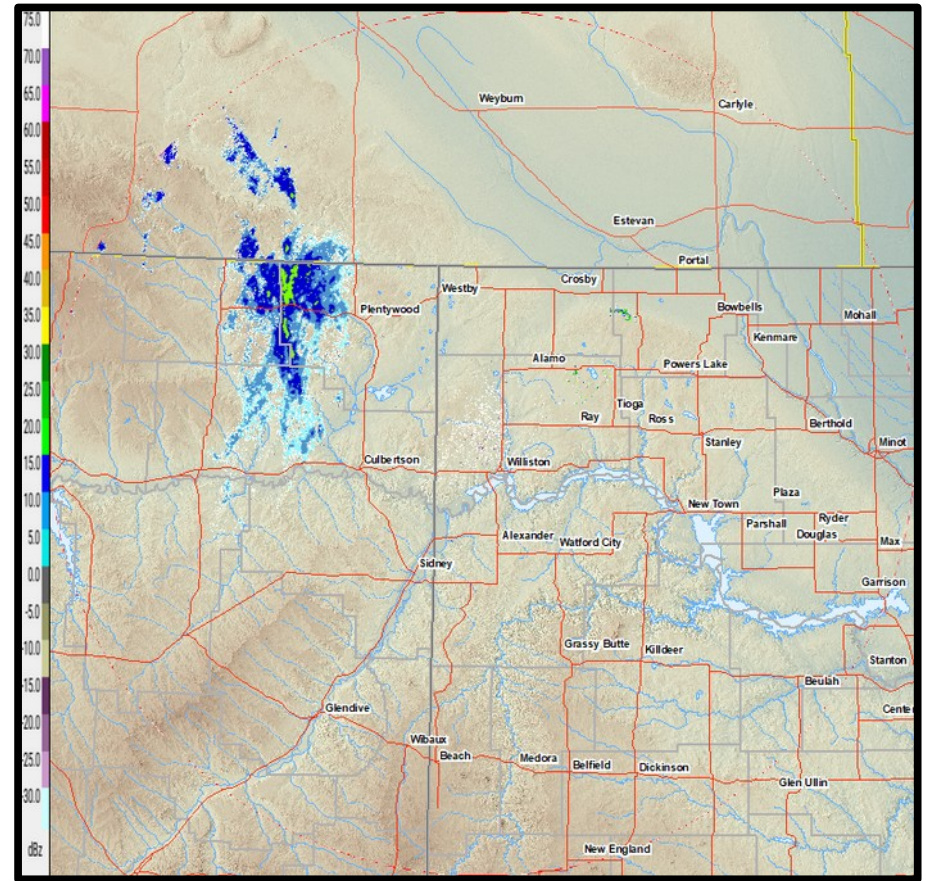 75.0
70.0
65.0
60.0
55.0
50.0
45.0
40.0
35.0
30.0
25.0
20.0
15.0
10.0
5.0
0.0
-5.0
-10.0
-15.0
-20.0
-25.0
-30.0
dBz
Weyburn
Carlyle
Estevan
Portal
Crosby
Westby
Plentywood
Bowbells
Mohall
Kenmare
Alamo
Powers Lake
Tioga
Ray
Ross
Berthold
Stanley
Minot
Culbertson
Williston
Plaza
New Town
Parshall
Ryder
Douglas
Max
Alexander
Watford City
Sidney
Garrison
Grassy Butte
Killdeer
Stanton
Beulah
Center
Glendive
Wibaux
Beach
Medora
Belfield
Dickinson
Glen Ullin
New England